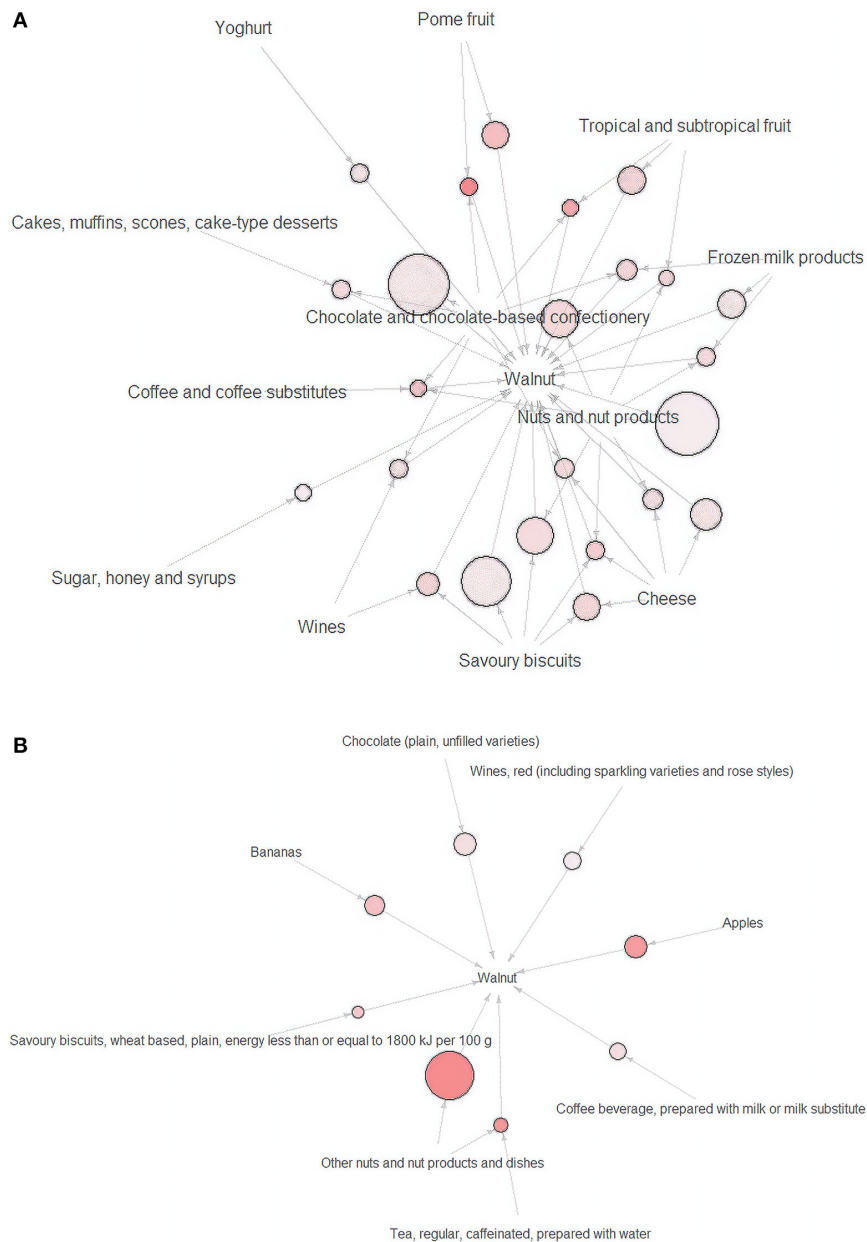 A
Pome fruit
Yoghurt
Tropical and subtropical fruit
Cakes, muffins, scones, cake-type desserts
Frozen milk products
Chocolate and chocolate-based confectionery
Walnut
Coffee and coffee substitutes
Nuts and nut products
Sugar, honey and syrups
Cheese
Wines
Savoury biscuits
B
Chocolate (plain, unfilled varieties)
Wines, red (including sparkling varieties and rose styles)
Bananas
Apples
Walnut
Savoury biscuits, wheat based, plain, energy less than or equal to 1800 kJ per 100 g
Coffee beverage, prepared with milk or milk substitute
Other nuts and nut products and dishes
Tea, regular, caffeinated, prepared with water